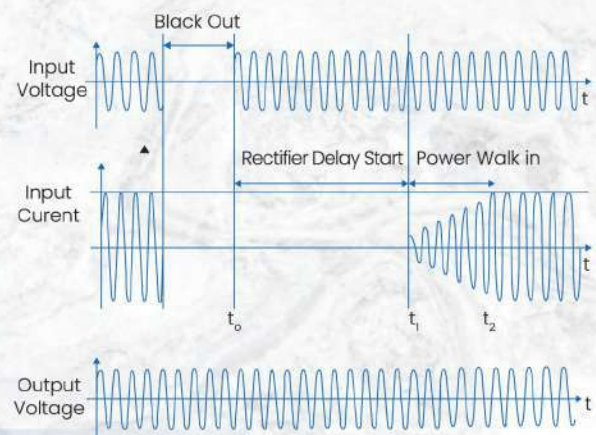 Black Out
Input
Voltage
t
Rectifier Delay Start
Power Walk in
Input
Curent
t
t₀
t₁
t₂
Output
Voltage
t